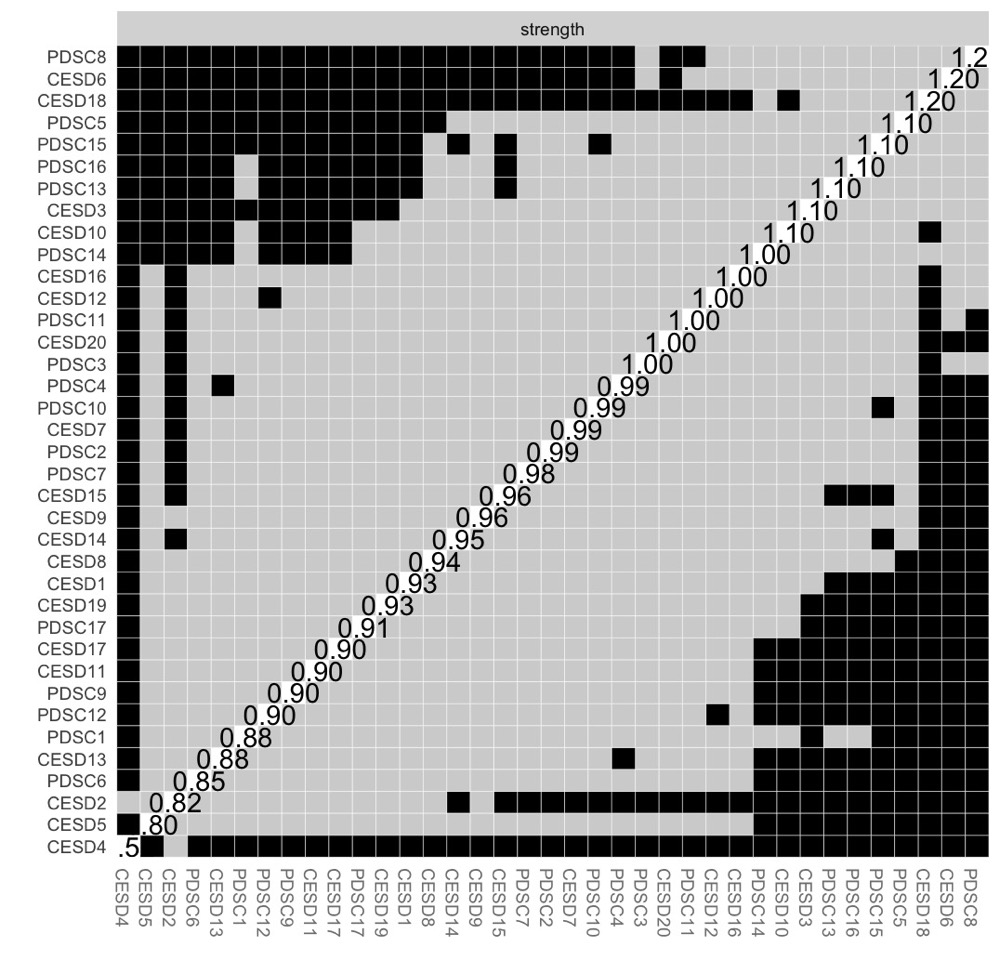 strength
PDSC8 1.2
CESD6 1.20
CESD18 1.20
PDSC5 1.10
PDSC15 1.10
PDSC16 1.10
PDSC13 1.10
CESD3 1.10
CESD10 1.10
PDSC14 1.00
CESD16 1.00
CESD12 1.00
PDSC11 1.00
CESD20 1.00
PDSC3 1.00
PDSC4 0.99
PDSC10 0.99
CESD7 0.99
PDSC2 0.99
PDSC7 0.98
CESD15 0.96
CESD9 0.96
CESD14 0.95
CESD8 0.94
CESD1 0.93
CESD19 0.93
PDSC17 0.91
CESD17 0.90
CESD11 0.90
PDSC9 0.90
PDSC12 0.90
PDSC1 0.88
CESD13 0.88
PDSC6 0.85
CESD2 0.82
CESD5 .80
CESD4 .5
CESD4 CESD5 CESD2 PDSC6 CESD13 PDSC1 PDSC12 PDSC9 CESD11 CESD17 PDSC17 CESD19 CESD1 CESD8 CESD14 CESD9 CESD15 PDSC7 PDSC2 CESD7 PDSC10 PDSC4 PDSC3 CESD20 PDSC11 CESD12 CESD16 PDSC14 CESD10 CESD3 PDSC13 PDSC16 PDSC15 PDSC5 CESD18 CESD6 PDSC8